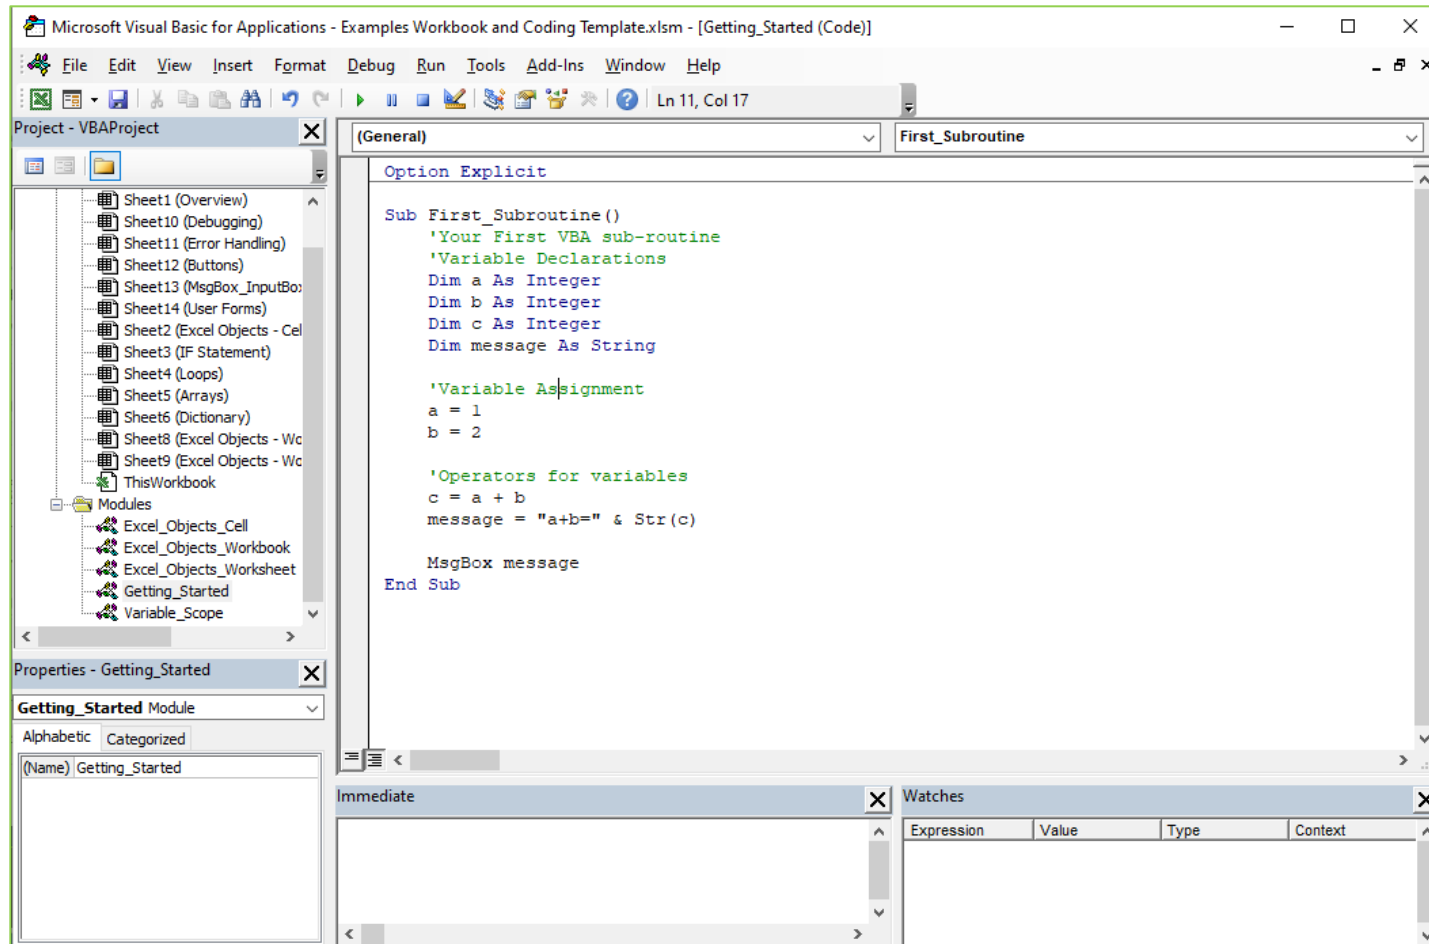 Microsoft Visual Basic for Applications - Examples Workbook and Coding Template.xlsm - [Getting_Started (Code)]
File Edit View Insert Format Debug Run Tools Add-Ins Window Help
Ln 11, Col 17
Project - VBAProject
Sheet1 (Overview)
Sheet10 (Debugging)
Sheet11 (Error Handling)
Sheet12 (Buttons)
Sheet13 (MsgBox_InputBo
Sheet14 (User Forms)
Sheet2 (Excel Objects - Cel
Sheet3 (IF Statement)
Sheet4 (Loops)
Sheet5 (Arrays)
Sheet6 (Dictionary)
Sheet8 (Excel Objects - Wo
Sheet9 (Excel Objects - Wo
ThisWorkbook
Modules
Excel_Objects_Cell
Excel_Objects_Workbook
Excel_Objects_Worksheet
Getting_Started
Variable_Scope
Properties - Getting_Started
Getting_Started Module
Alphabetic Categorized
(Name) Getting_Started
(General) First_Subroutine
Option Explicit
Sub First_Subroutine()
'Your First VBA sub-routine
'Variable Declarations
Dim a As Integer
Dim b As Integer
Dim c As Integer
Dim message As String
'Variable Assignment
a = 1
b = 2
'Operators for variables
c = a + b
message = "a+b=" & Str(c)
MsgBox message
End Sub
Immediate
Watches
Expression Value Type Context